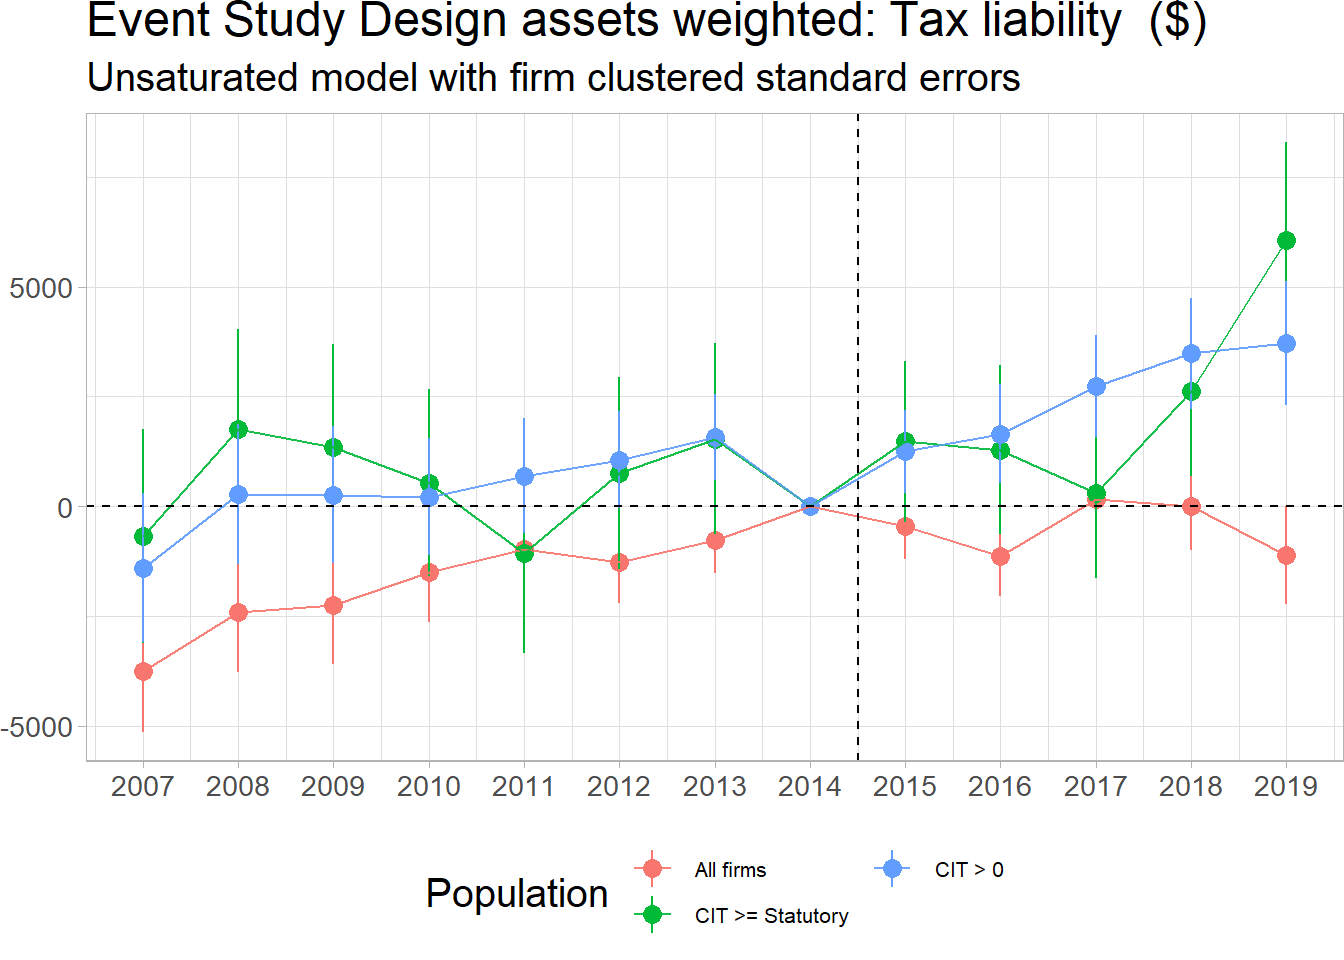 Event Study Design assets weighted: Tax liability  ($)
Unsaturated model with firm clustered standard errors
5000
0
-5000
2007 2008 2009 2010 2011 2012 2013 2014 2015 2016 2017 2018 2019
Population
All firms
CIT > 0
CIT >= Statutory